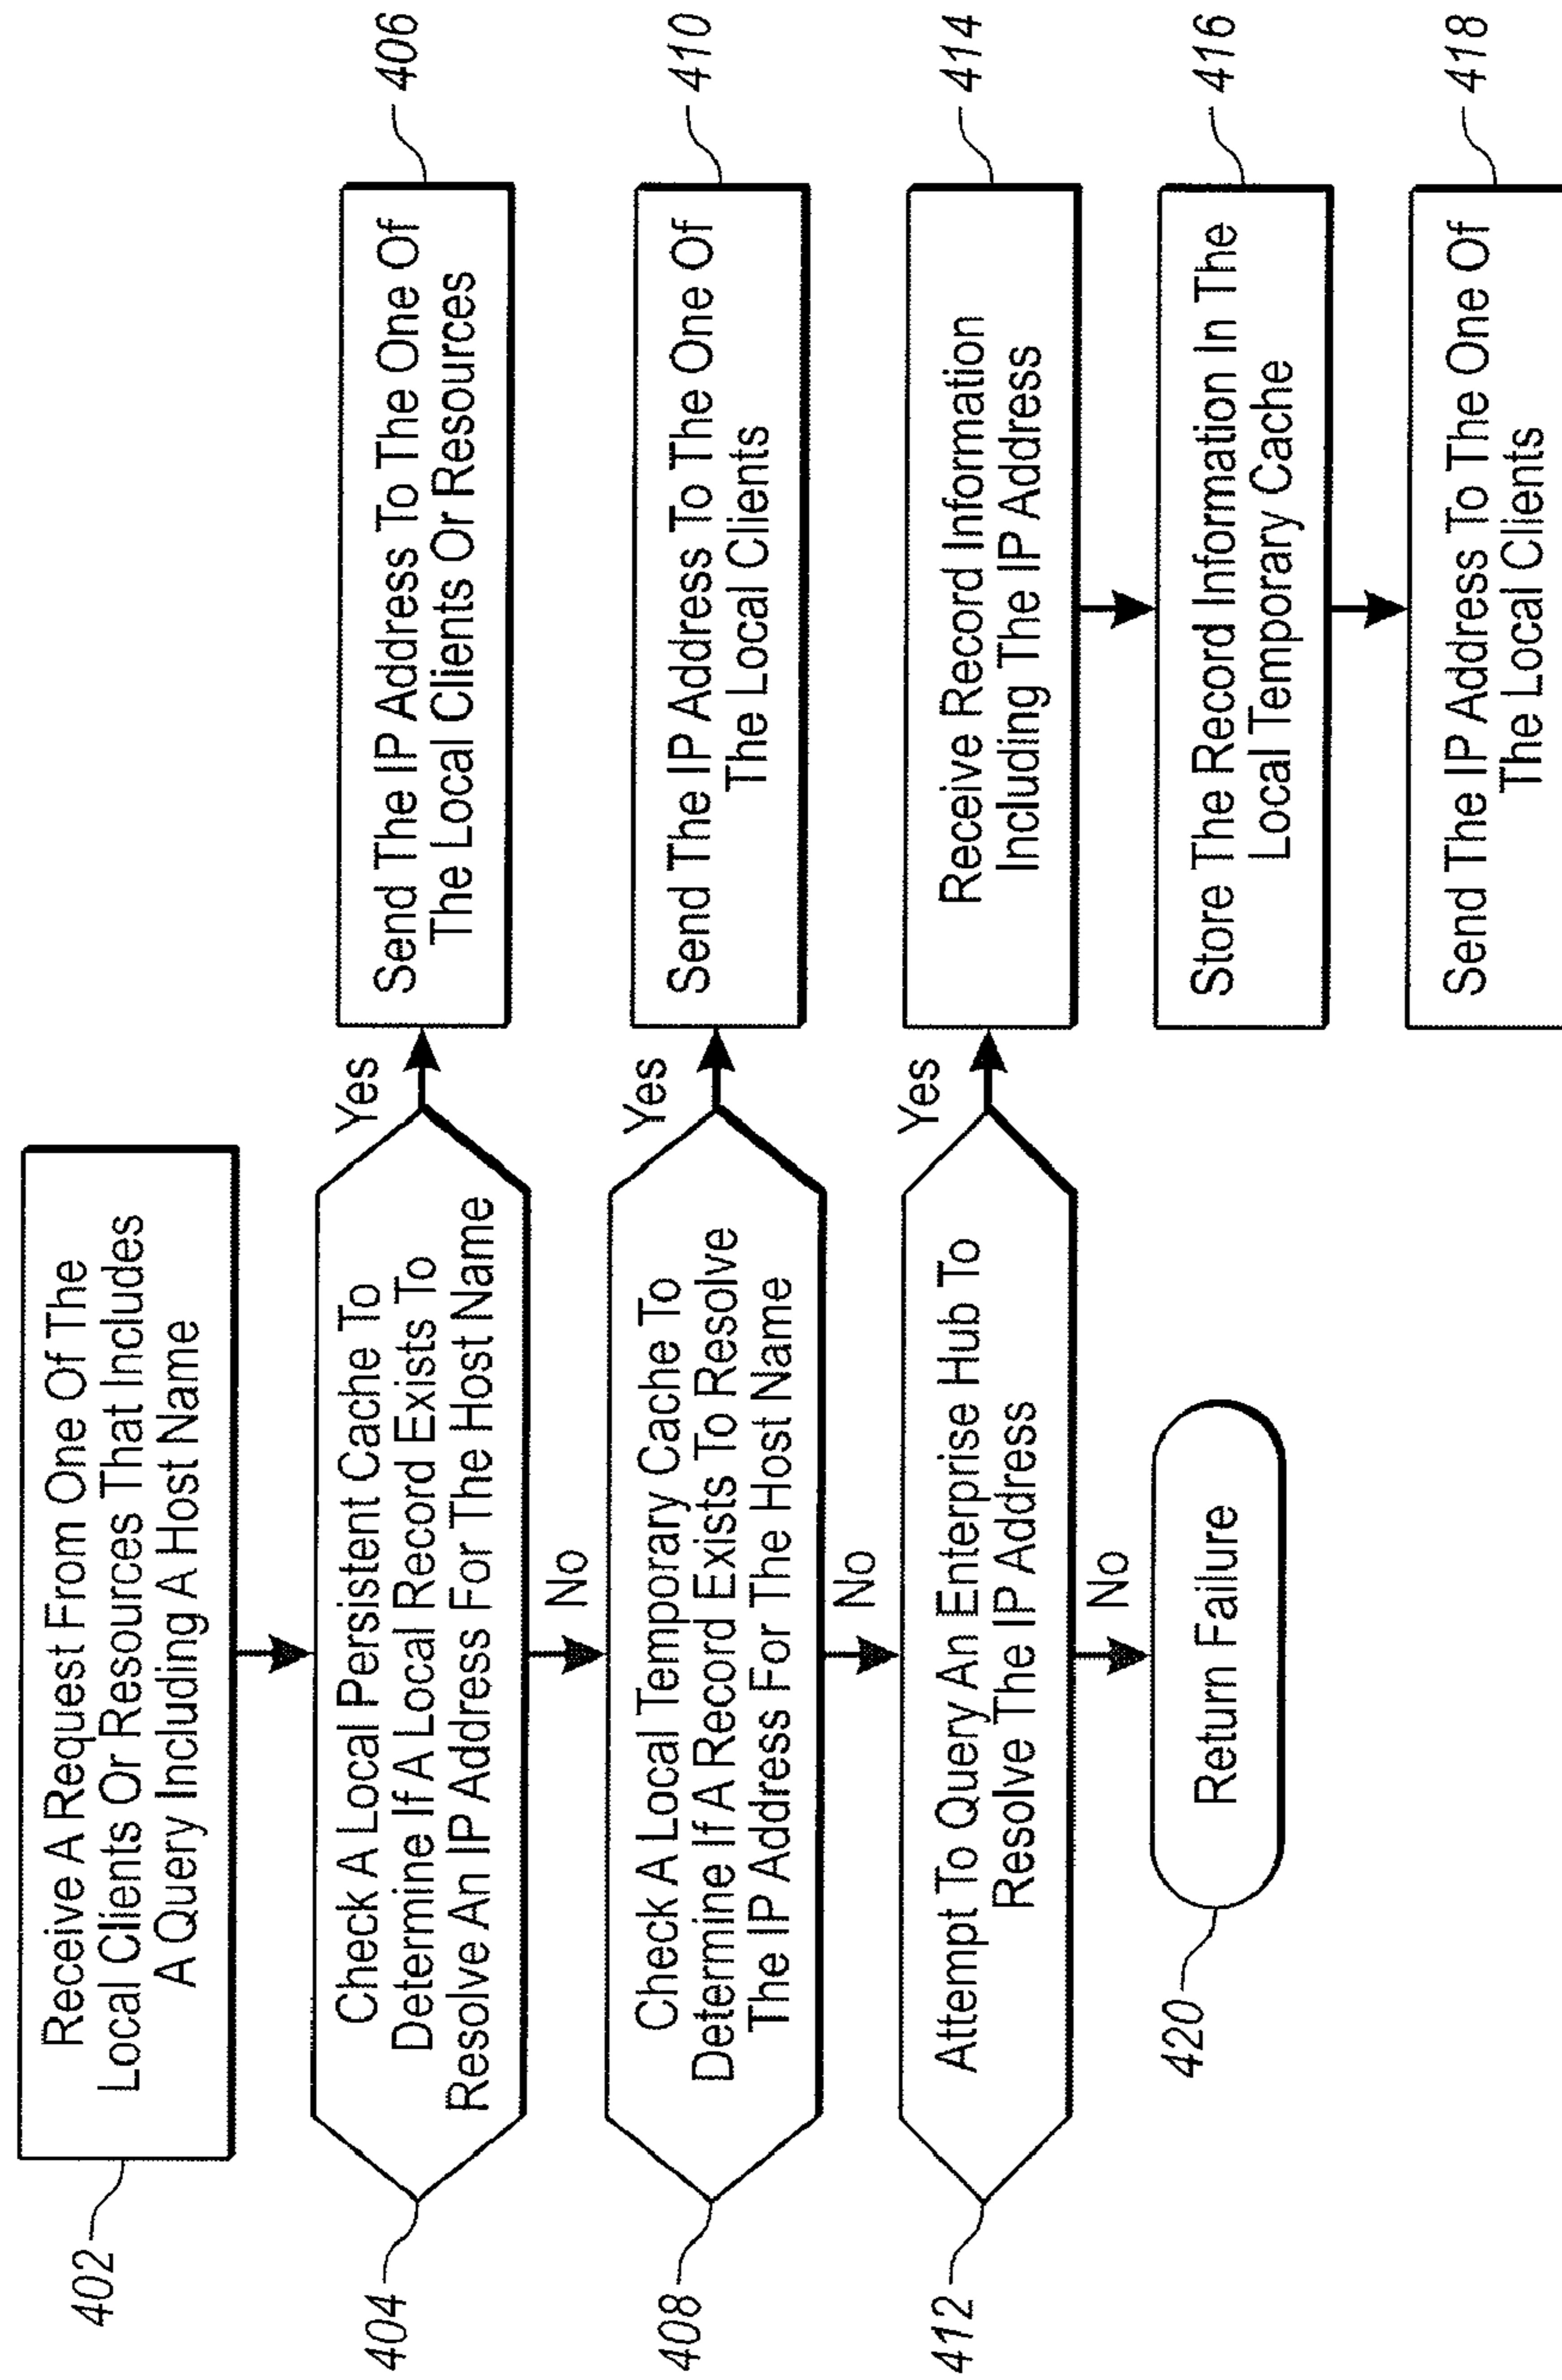 Receive A Request From One Of The
Local Clients Or Resources That Includes
A Query Including A Host Name
402
Check A Local Persistent Cache To
Determine If A Local Record Exists To
Resolve An IP Address For The Host Name
404
Yes
Send The IP Address To The One Of
The Local Clients Or Resources
406
No
Check A Local Temporary Cache To
Determine If A Record Exists To Resolve
The IP Address For The Host Name
408
Yes
Send The IP Address To The One Of
The Local Clients
410
No
Attempt To Query An Enterprise Hub To
Resolve The IP Address
412
Yes
Receive Record Information
Including The IP Address
414
No
Return Failure
420
Store The Record Information In The
Local Temporary Cache
416
Send The IP Address To The One Of
The Local Clients
418